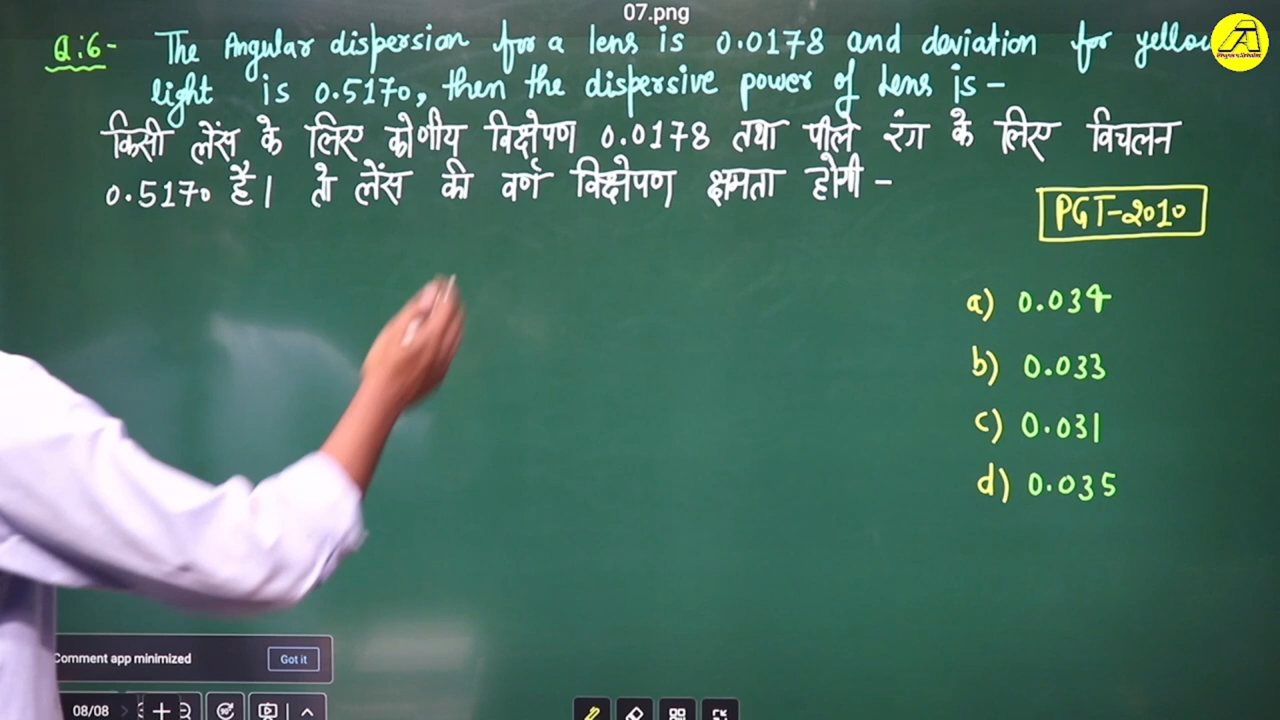 07.png
Q:6- The Angular dispersion for a lens is 0.0178 and deviation for yellow
light is 0.5170, then the dispersive power of Lens is -
किसी लेंस के लिए कोणीय विक्षेपण 0.0178 तथा पीले रंग के लिए विचलन
0.5170 है। तो लेंस की वर्ण विक्षेपण क्षमता होगी -
PGT-2010
a) 0.034
b) 0.033
c) 0.031
d) 0.035
Comment app minimized
Got it
08/08